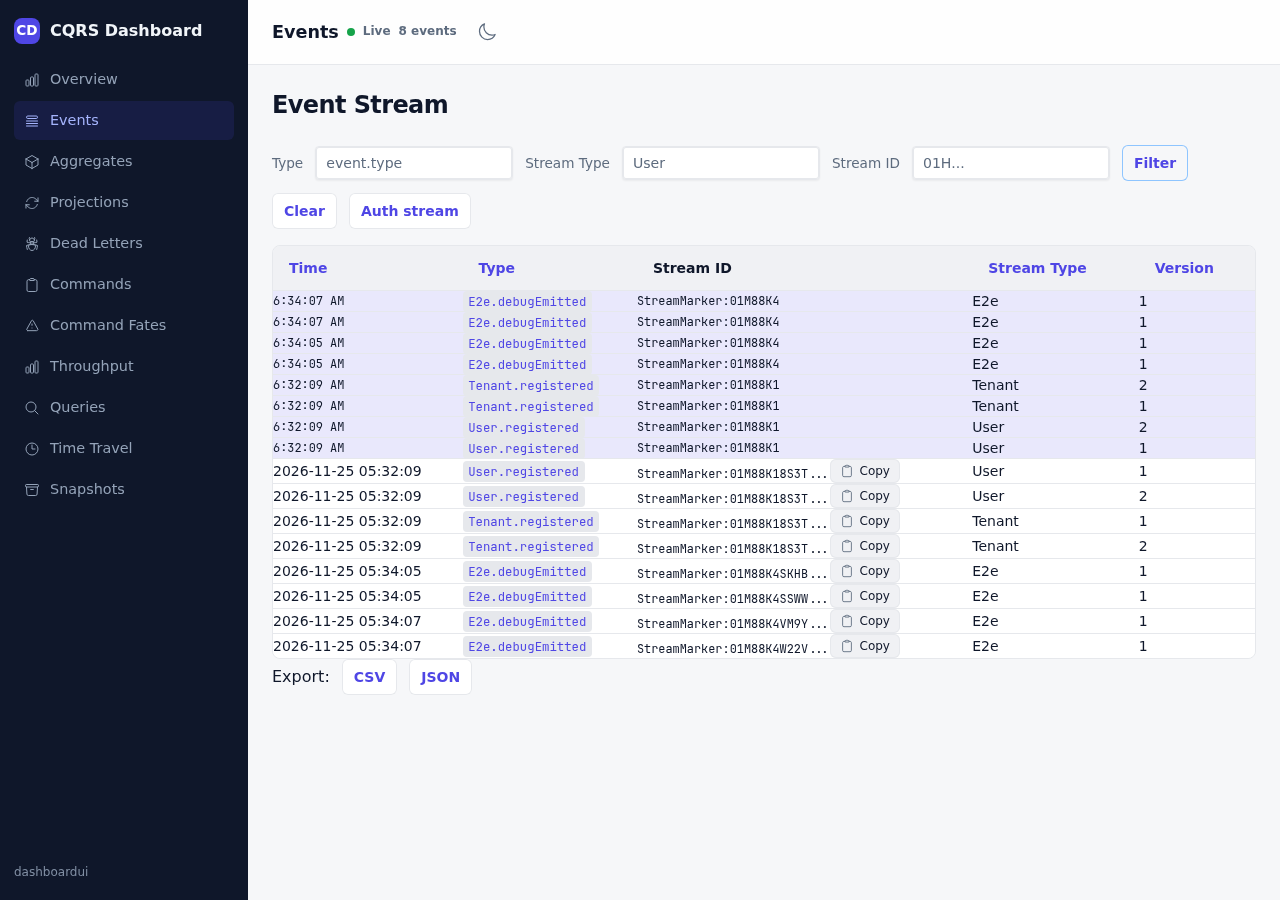 CD CQRS Dashboard
Overview
Events
Aggregates
Projections
Dead Letters
Commands
Command Fates
Throughput
Queries
Time Travel
Snapshots
dashboardui
Events Live 8 events
Event Stream
Type event.type Stream Type User Stream ID 01H... Filter
Clear Auth stream
Time Type Stream ID Stream Type Version
6:34:07 AM E2e.debugEmitted StreamMarker:01M88K4 E2e 1
6:34:07 AM E2e.debugEmitted StreamMarker:01M88K4 E2e 1
6:34:05 AM E2e.debugEmitted StreamMarker:01M88K4 E2e 1
6:34:05 AM E2e.debugEmitted StreamMarker:01M88K4 E2e 1
6:32:09 AM Tenant.registered StreamMarker:01M88K1 Tenant 2
6:32:09 AM Tenant.registered StreamMarker:01M88K1 Tenant 1
6:32:09 AM User.registered StreamMarker:01M88K1 User 2
6:32:09 AM User.registered StreamMarker:01M88K1 User 1
2026-11-25 05:32:09 User.registered StreamMarker:01M88K18S3T... Copy User 1
2026-11-25 05:32:09 User.registered StreamMarker:01M88K18S3T... Copy User 2
2026-11-25 05:32:09 Tenant.registered StreamMarker:01M88K18S3T... Copy Tenant 1
2026-11-25 05:32:09 Tenant.registered StreamMarker:01M88K18S3T... Copy Tenant 2
2026-11-25 05:34:05 E2e.debugEmitted StreamMarker:01M88K4SKHB... Copy E2e 1
2026-11-25 05:34:05 E2e.debugEmitted StreamMarker:01M88K4SSWW... Copy E2e 1
2026-11-25 05:34:07 E2e.debugEmitted StreamMarker:01M88K4VM9Y... Copy E2e 1
2026-11-25 05:34:07 E2e.debugEmitted StreamMarker:01M88K4W22V... Copy E2e 1
Export: CSV JSON